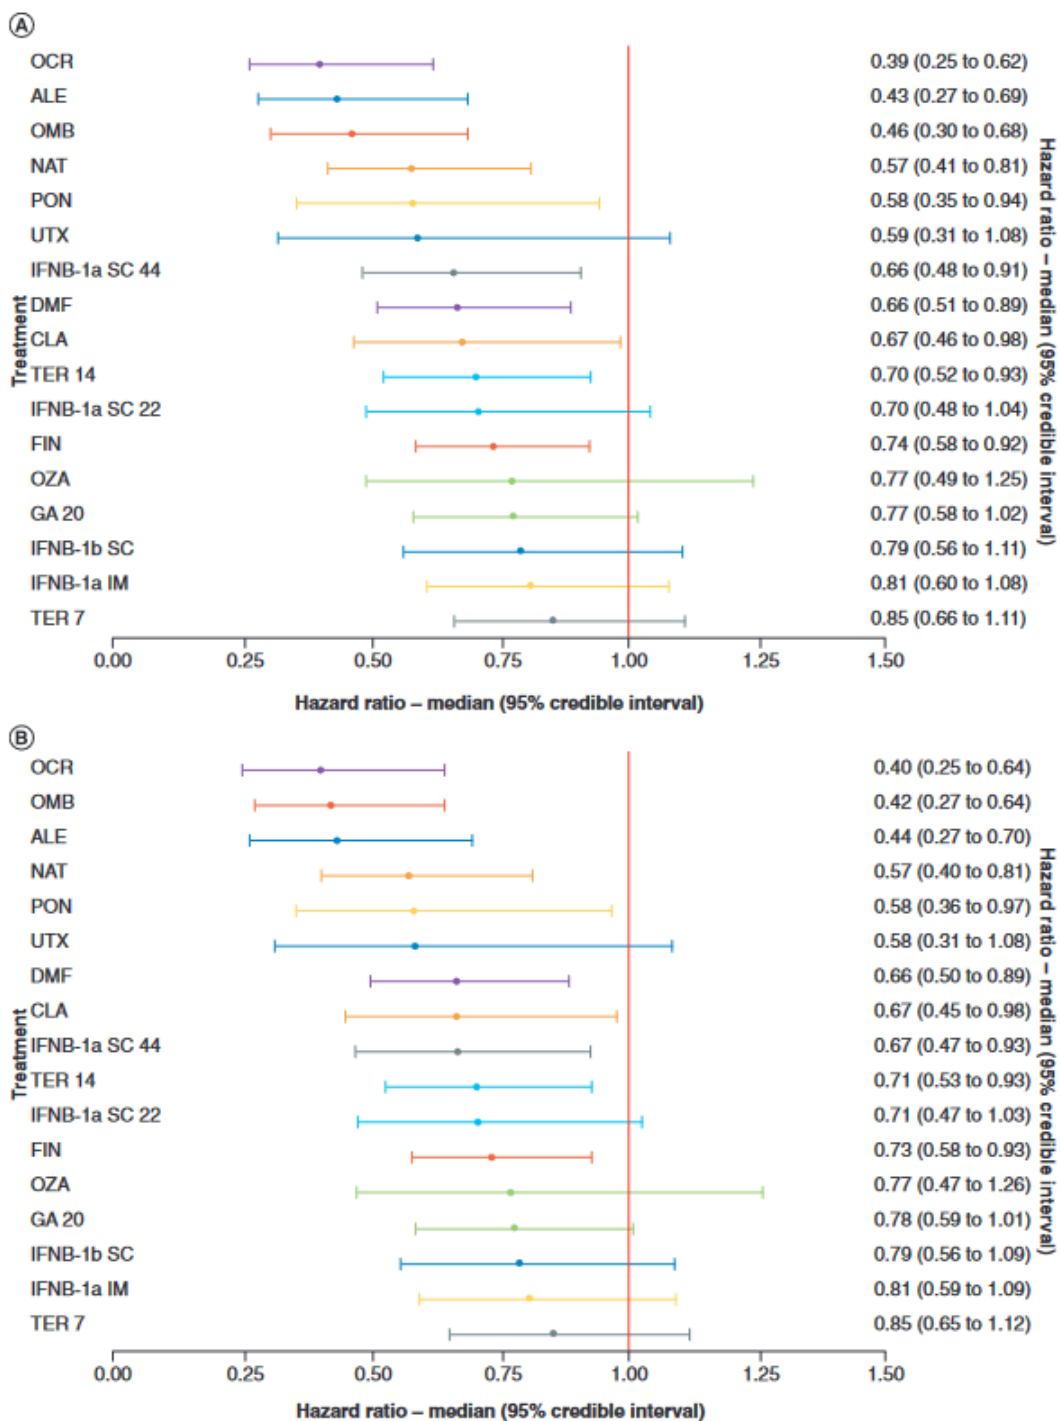 A
OCR 0.39 (0.25 to 0.62)
ALE 0.43 (0.27 to 0.69)
OMB 0.46 (0.30 to 0.68)
NAT 0.57 (0.41 to 0.81)
PON 0.58 (0.35 to 0.94)
UTX 0.59 (0.31 to 1.08)
IFNB-1a SC 44 0.66 (0.48 to 0.91)
DMF 0.66 (0.51 to 0.89)
CLA 0.67 (0.46 to 0.98)
TER 14 0.70 (0.52 to 0.93)
IFNB-1a SC 22 0.70 (0.48 to 1.04)
FIN 0.74 (0.58 to 0.92)
OZA 0.77 (0.49 to 1.25)
GA 20 0.77 (0.58 to 1.02)
IFNB-1b SC 0.79 (0.56 to 1.11)
IFNB-1a IM 0.81 (0.60 to 1.08)
TER 7 0.85 (0.66 to 1.11)
Treatment
Hazard ratio – median (95% credible interval)
0.00 0.25 0.50 0.75 1.00 1.25 1.50
Hazard ratio – median (95% credible interval)
B
OCR 0.40 (0.25 to 0.64)
OMB 0.42 (0.27 to 0.64)
ALE 0.44 (0.27 to 0.70)
NAT 0.57 (0.40 to 0.81)
PON 0.58 (0.36 to 0.97)
UTX 0.58 (0.31 to 1.08)
DMF 0.66 (0.50 to 0.89)
CLA 0.67 (0.45 to 0.98)
IFNB-1a SC 44 0.67 (0.47 to 0.93)
TER 14 0.71 (0.53 to 0.93)
IFNB-1a SC 22 0.71 (0.47 to 1.03)
FIN 0.73 (0.58 to 0.93)
OZA 0.77 (0.47 to 1.26)
GA 20 0.78 (0.59 to 1.01)
IFNB-1b SC 0.79 (0.56 to 1.09)
IFNB-1a IM 0.81 (0.59 to 1.09)
TER 7 0.85 (0.65 to 1.12)
Treatment
Hazard ratio – median (95% credible interval)
0.00 0.25 0.50 0.75 1.00 1.25 1.50
Hazard ratio – median (95% credible interval)